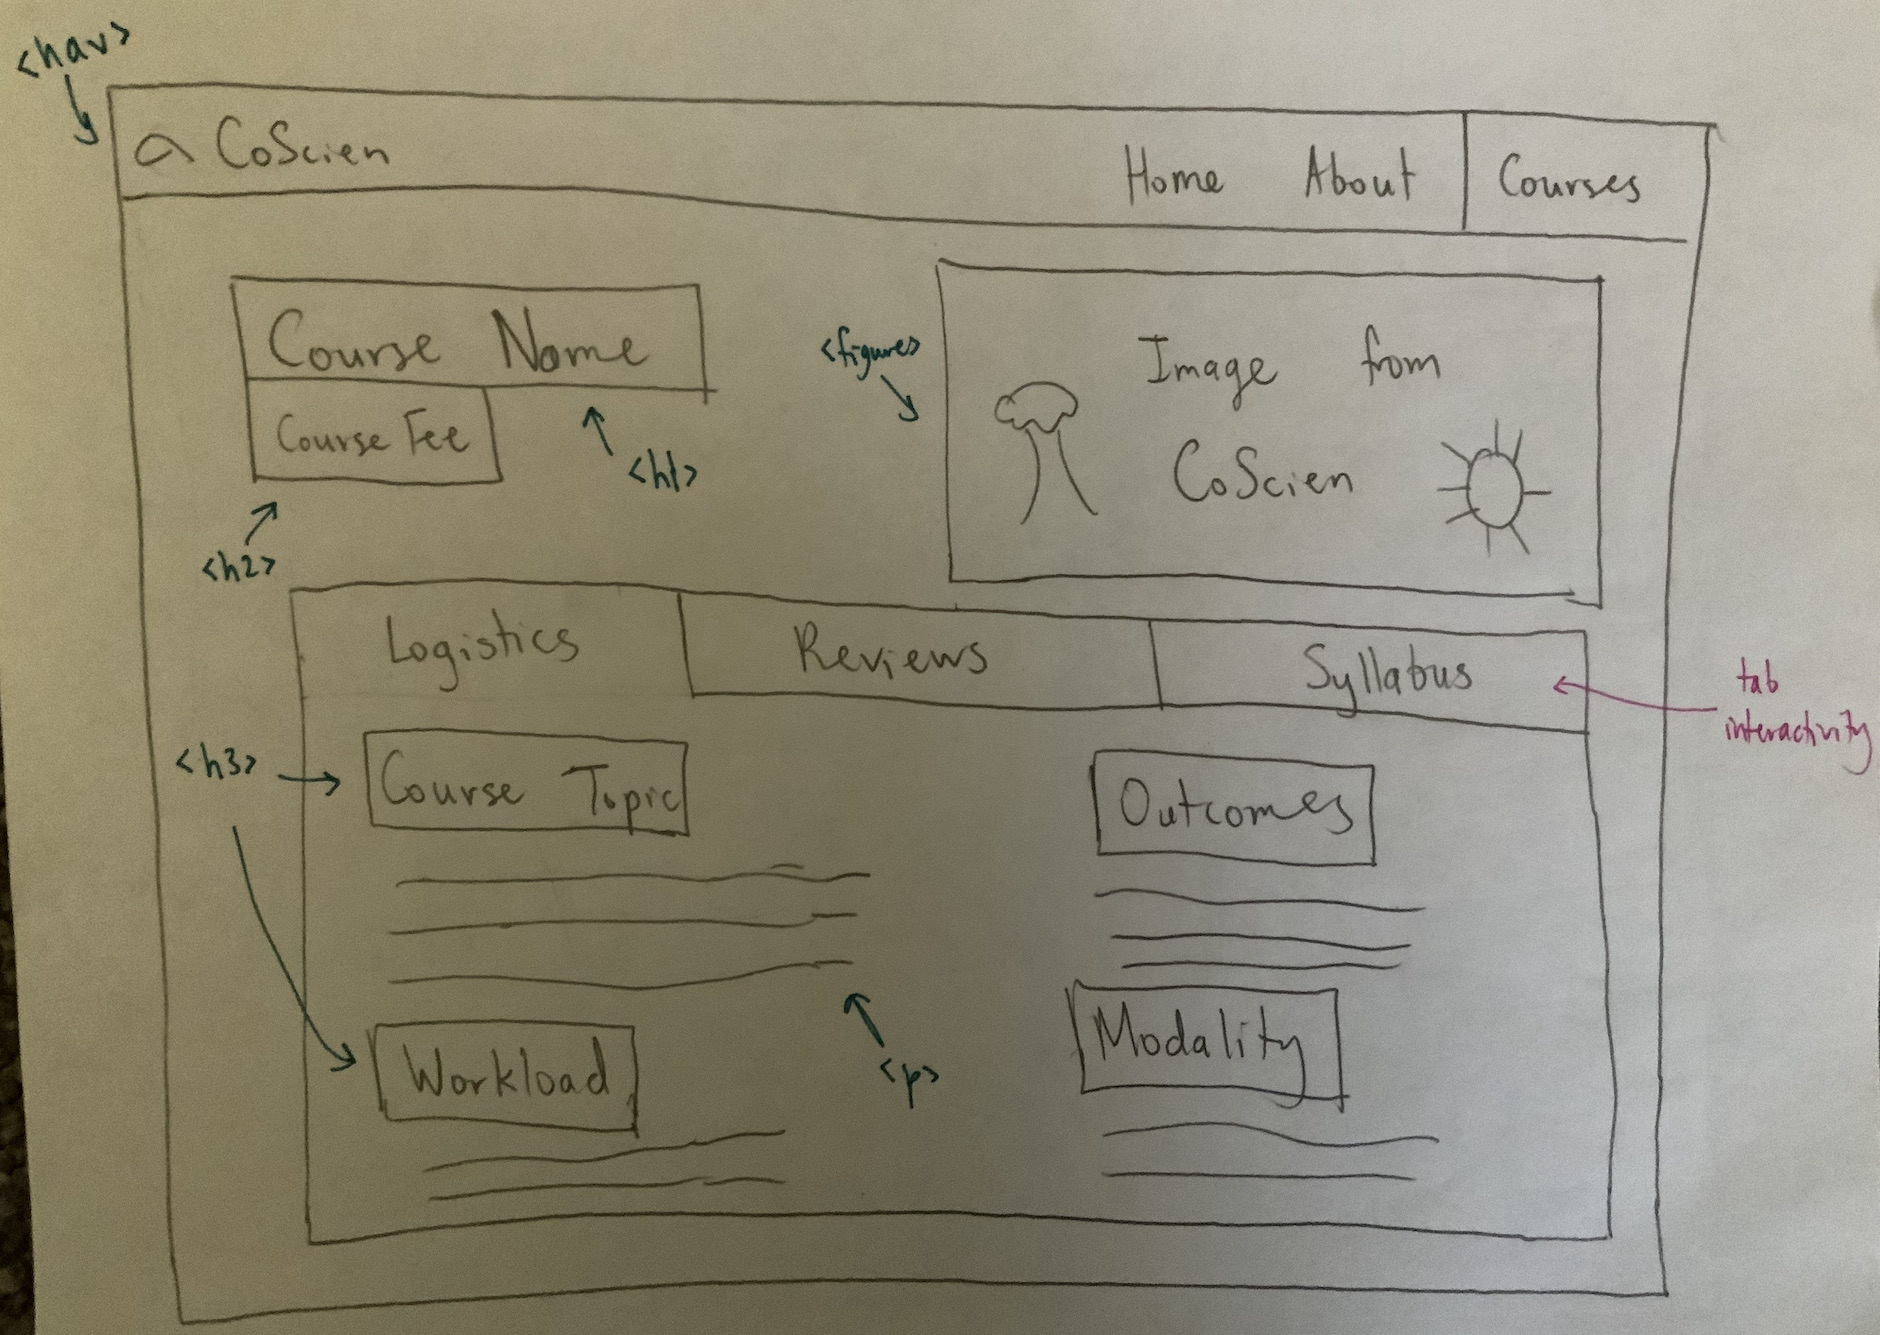 <nav>
CoScien
Home About Courses
Course Name
Course Fee
<h1>
<h2>
<figure>
Image from
CoScien
Logistics Reviews Syllabus
tab
interactivity
<h3>
Course Topic
Outcomes
<p>
Workload
Modality